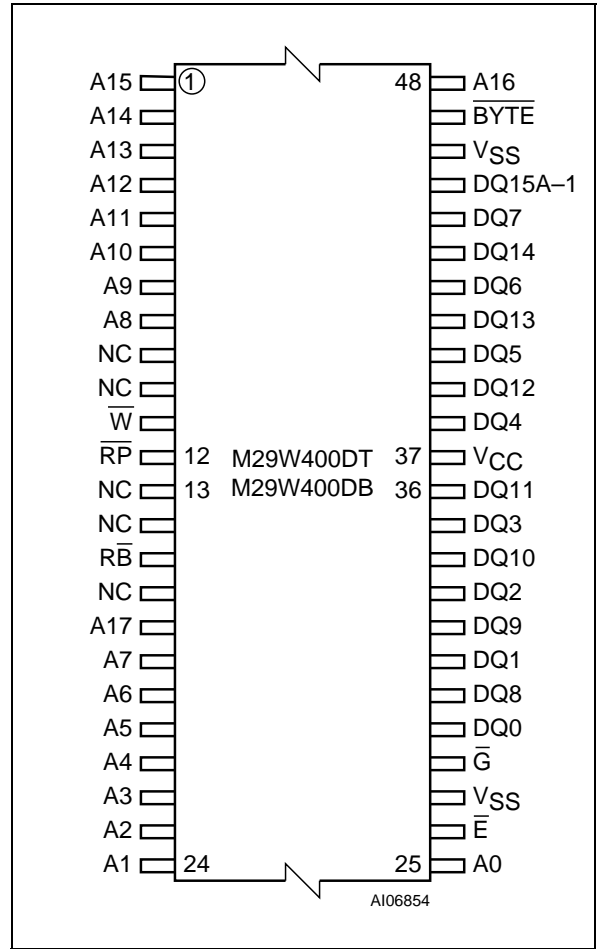 A15 1 48 A16
A14 B̅Y̅T̅E̅
A13 VSS
A12 DQ15A–1
A11 DQ7
A10 DQ14
A9 DQ6
A8 DQ13
NC DQ5
NC DQ12
W̅ DQ4
R̅P̅ 12 M29W400DT 37 VCC
NC 13 M29W400DB 36 DQ11
NC DQ3
RB̅ DQ10
NC DQ2
A17 DQ9
A7 DQ1
A6 DQ8
A5 DQ0
A4 G̅
A3 VSS
A2 E̅
A1 24 25 A0
AI06854